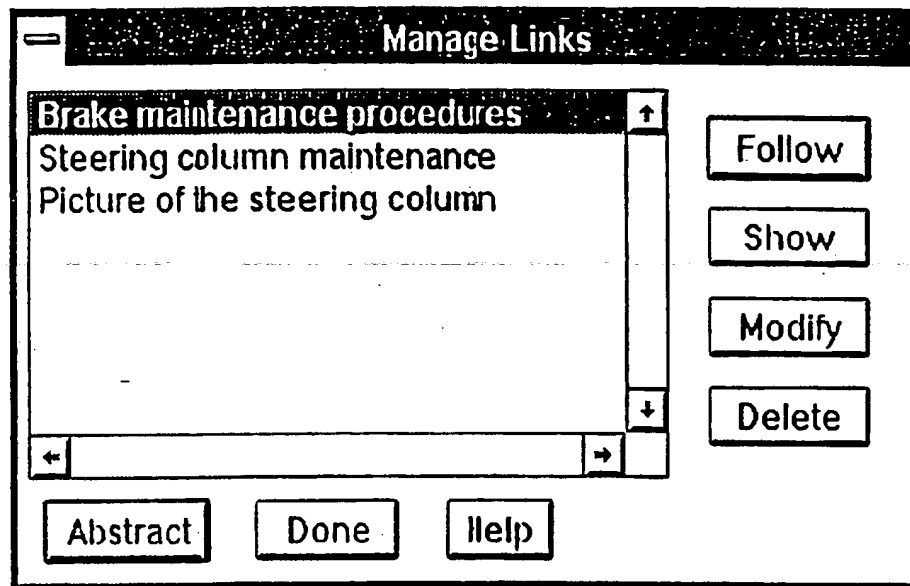 Manage Links
Brake maintenance procedures
Steering column maintenance
Picture of the steering column
Follow
Show
Modify
Delete
Abstract
Done
Help